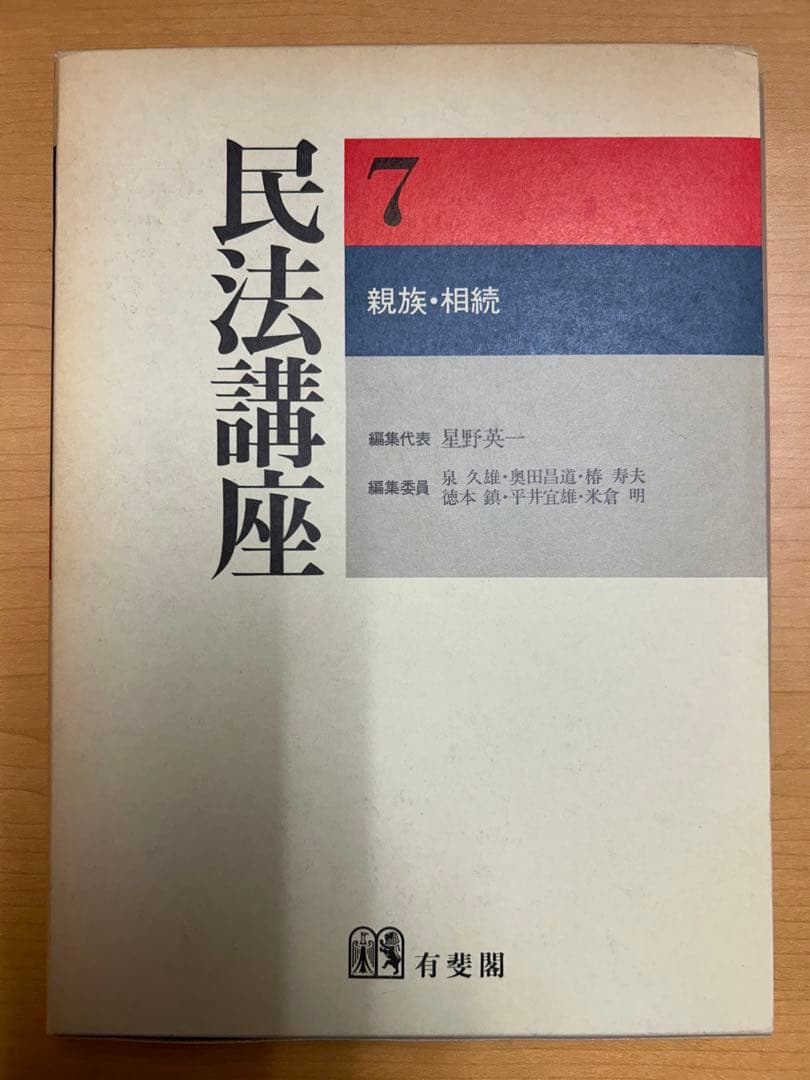 民法講座
7
親族・相続
編集代表 星野英一
編集委員 泉 久雄・奥田昌道・椿 寿夫
徳本 鎮・平井宜雄・米倉 明
有斐閣